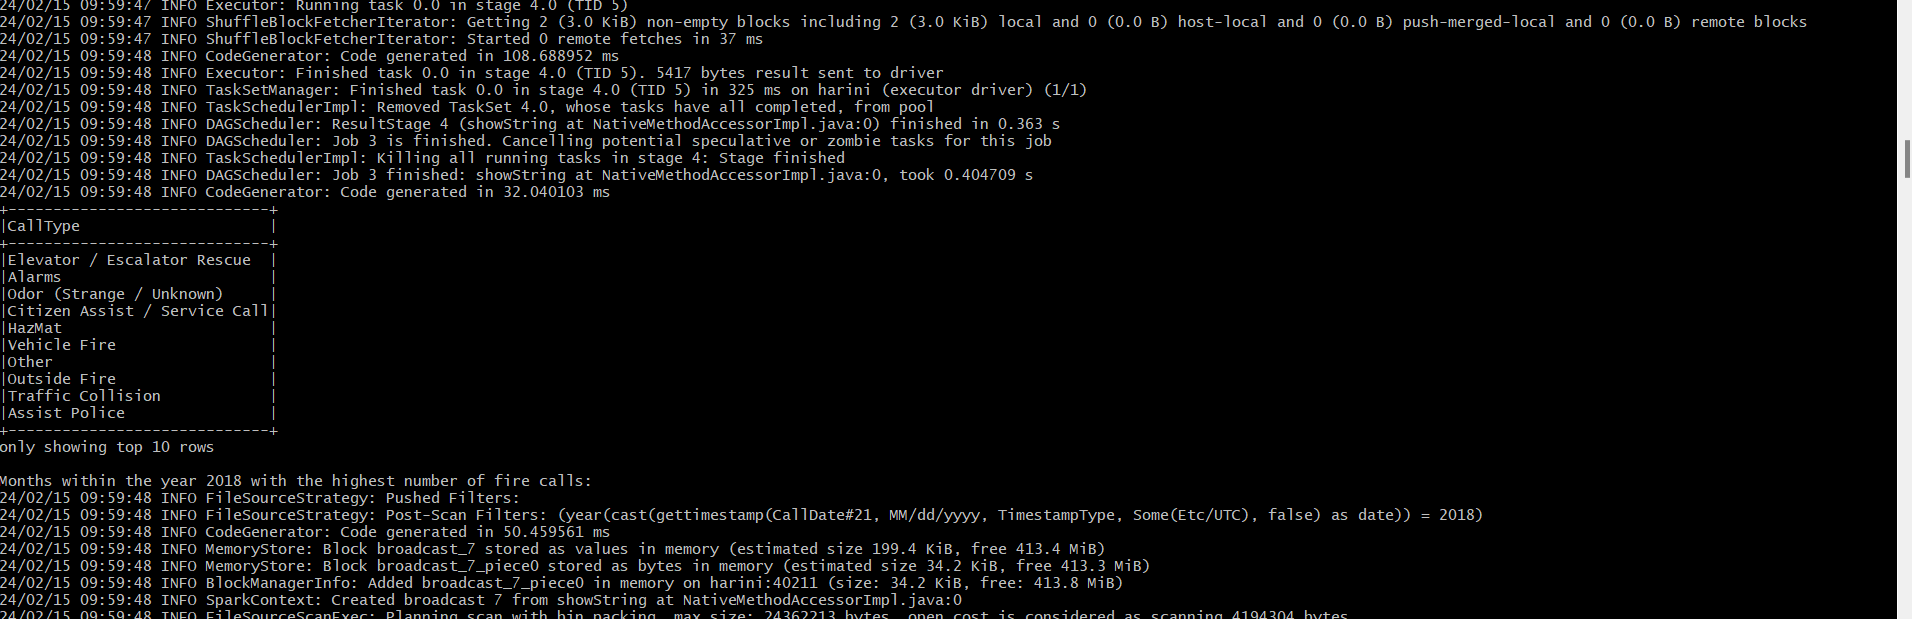 24/02/15 09:59:47 INFO Executor: Running task 0.0 in stage 4.0 (TID 5)
24/02/15 09:59:47 INFO ShuffleBlockFetcherIterator: Getting 2 (3.0 KiB) non-empty blocks including 2 (3.0 KiB) local and 0 (0.0 B) host-local and 0 (0.0 B) push-merged-local and 0 (0.0 B) remote blocks
24/02/15 09:59:47 INFO ShuffleBlockFetcherIterator: Started 0 remote fetches in 37 ms
24/02/15 09:59:48 INFO CodeGenerator: Code generated in 108.688952 ms
24/02/15 09:59:48 INFO Executor: Finished task 0.0 in stage 4.0 (TID 5). 5417 bytes result sent to driver
24/02/15 09:59:48 INFO TaskSetManager: Finished task 0.0 in stage 4.0 (TID 5) in 325 ms on harini (executor driver) (1/1)
24/02/15 09:59:48 INFO TaskSchedulerImpl: Removed TaskSet 4.0, whose tasks have all completed, from pool
24/02/15 09:59:48 INFO DAGScheduler: ResultStage 4 (showString at NativeMethodAccessorImpl.java:0) finished in 0.363 s
24/02/15 09:59:48 INFO DAGScheduler: Job 3 is finished. Cancelling potential speculative or zombie tasks for this job
24/02/15 09:59:48 INFO TaskSchedulerImpl: Killing all running tasks in stage 4: Stage finished
24/02/15 09:59:48 INFO DAGScheduler: Job 3 finished: showString at NativeMethodAccessorImpl.java:0, took 0.404709 s
24/02/15 09:59:48 INFO CodeGenerator: Code generated in 32.040103 ms
+-----------------------------+
|CallType                     |
+-----------------------------+
|Elevator / Escalator Rescue  |
|Alarms                       |
|Odor (Strange / Unknown)     |
|Citizen Assist / Service Call|
|HazMat                       |
|Vehicle Fire                 |
|Other                        |
|Outside Fire                 |
|Traffic Collision            |
|Assist Police                |
+-----------------------------+
only showing top 10 rows
Months within the year 2018 with the highest number of fire calls:
24/02/15 09:59:48 INFO FileSourceStrategy: Pushed Filters:
24/02/15 09:59:48 INFO FileSourceStrategy: Post-Scan Filters: (year(cast(gettimestamp(CallDate#21, MM/dd/yyyy, TimestampType, Some(Etc/UTC), false) as date)) = 2018)
24/02/15 09:59:48 INFO CodeGenerator: Code generated in 50.459561 ms
24/02/15 09:59:48 INFO MemoryStore: Block broadcast_7 stored as values in memory (estimated size 199.4 KiB, free 413.4 MiB)
24/02/15 09:59:48 INFO MemoryStore: Block broadcast_7_piece0 stored as bytes in memory (estimated size 34.2 KiB, free 413.3 MiB)
24/02/15 09:59:48 INFO BlockManagerInfo: Added broadcast_7_piece0 in memory on harini:40211 (size: 34.2 KiB, free: 413.8 MiB)
24/02/15 09:59:48 INFO SparkContext: Created broadcast 7 from showString at NativeMethodAccessorImpl.java:0
24/02/15 09:59:48 INFO FileSourceScanExec: Planning scan with bin packing, max size: 24362213 bytes, open cost is considered as scanning 4194304 bytes.